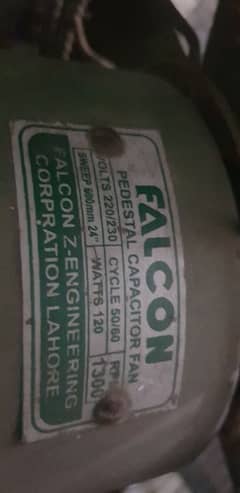 FALCON
PEDESTAL CAPACITOR FAN
VOLTS 220/230 CYCLE 50/60 RPM
SWEEP 600mm 24" WATTS 120 1300
FALCON Z-ENGINEERING
CORPRATION LAHORE